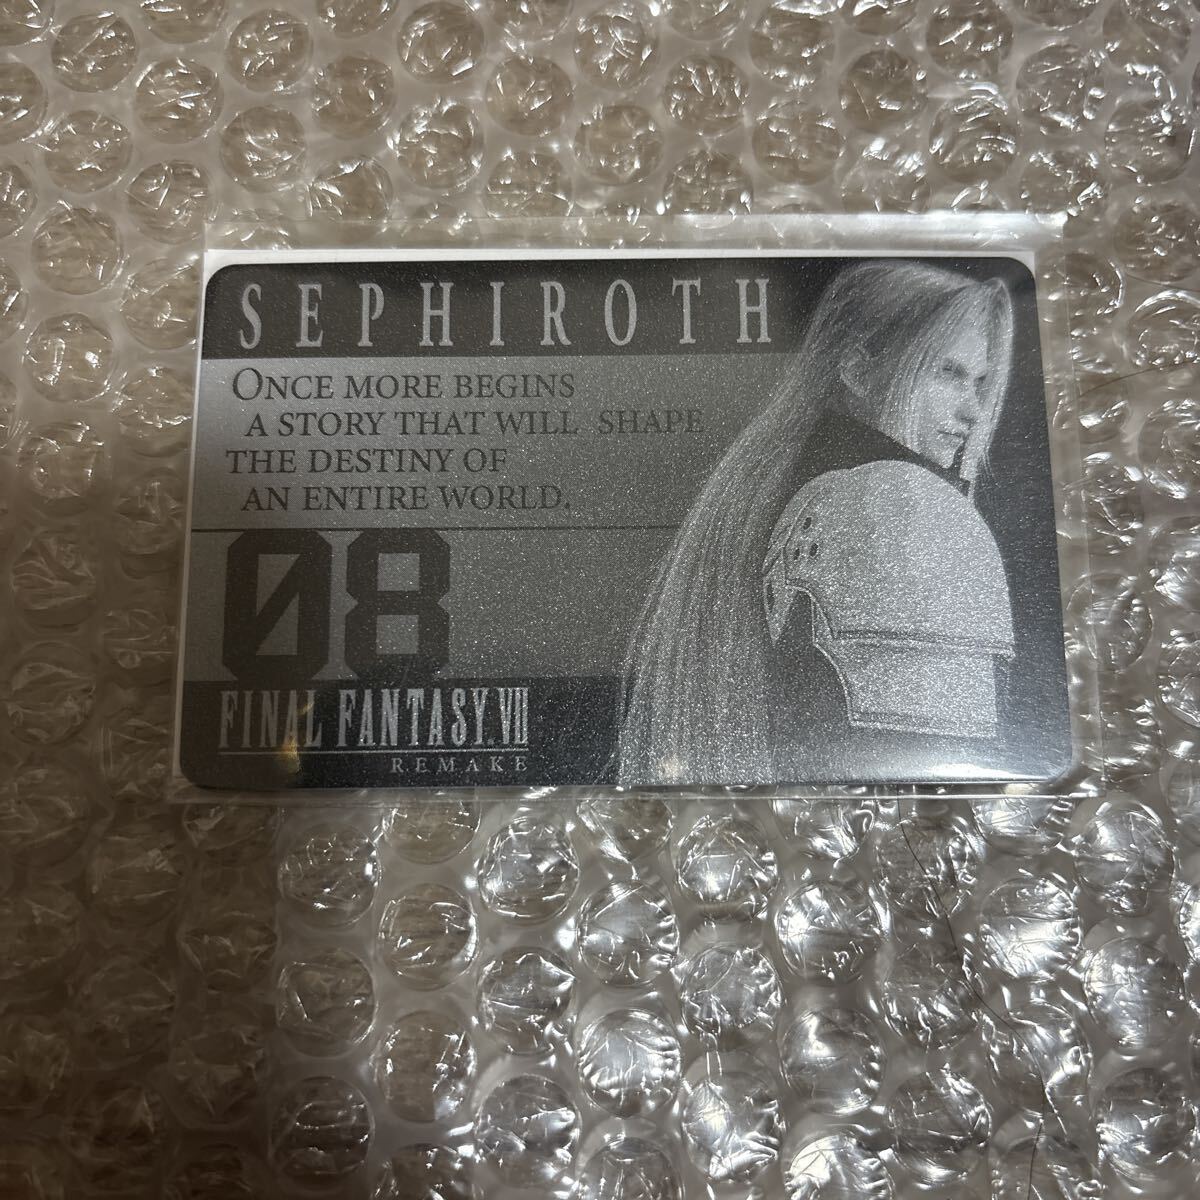 SEPHIROTH
ONCE MORE BEGINS
A STORY THAT WILL SHAPE
THE DESTINY OF
AN ENTIRE WORLD.
08
FINAL FANTASY VII
REMAKE